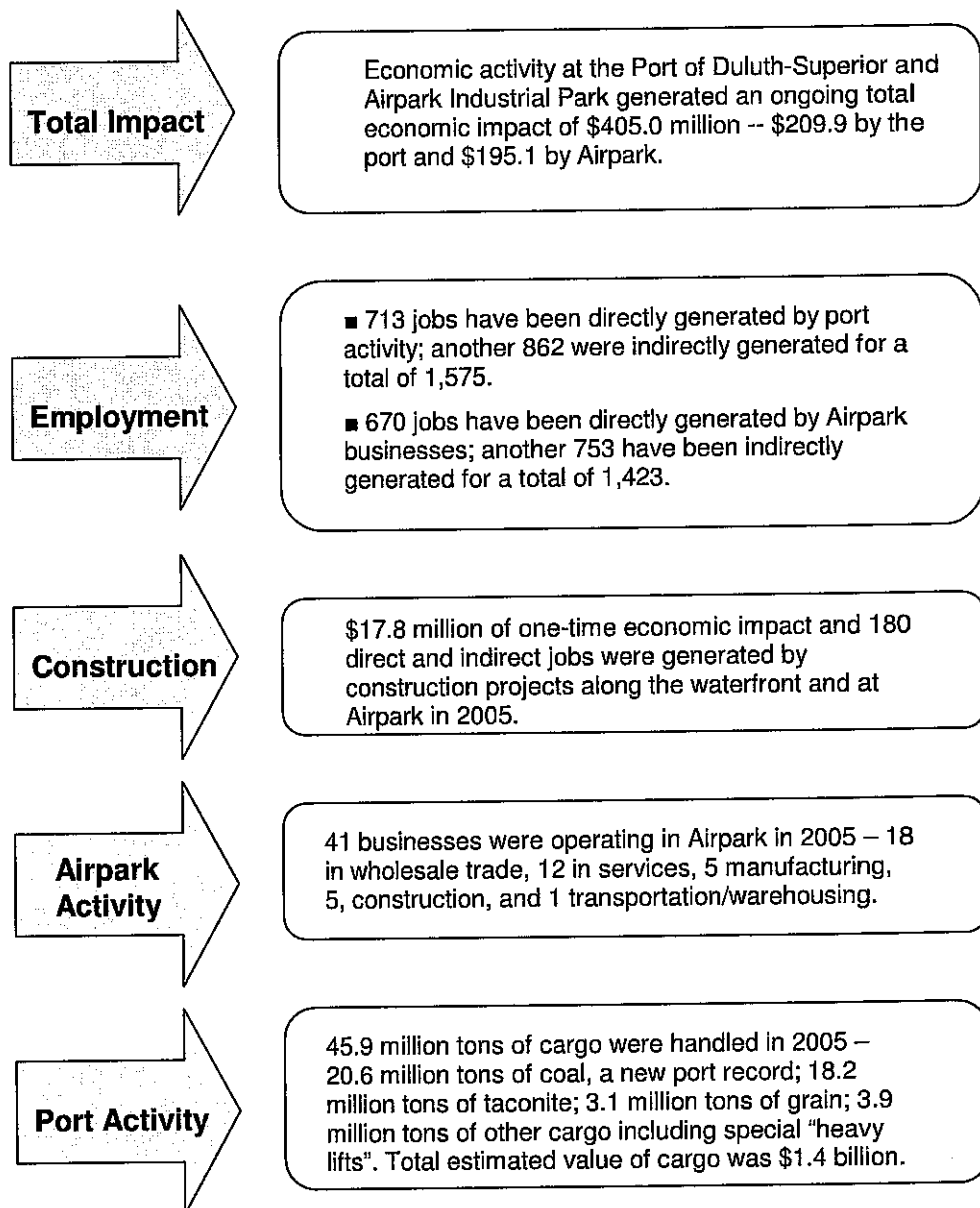 Total Impact
Economic activity at the Port of Duluth-Superior and
Airpark Industrial Park generated an ongoing total
economic impact of $405.0 million -- $209.9 by the
port and $195.1 by Airpark.
Employment
■ 713 jobs have been directly generated by port
activity; another 862 were indirectly generated for a
total of 1,575.
■ 670 jobs have been directly generated by Airpark
businesses; another 753 have been indirectly
generated for a total of 1,423.
Construction
$17.8 million of one-time economic impact and 180
direct and indirect jobs were generated by
construction projects along the waterfront and at
Airpark in 2005.
Airpark
Activity
41 businesses were operating in Airpark in 2005 – 18
in wholesale trade, 12 in services, 5 manufacturing,
5, construction, and 1 transportation/warehousing.
Port Activity
45.9 million tons of cargo were handled in 2005 –
20.6 million tons of coal, a new port record; 18.2
million tons of taconite; 3.1 million tons of grain; 3.9
million tons of other cargo including special “heavy
lifts”. Total estimated value of cargo was $1.4 billion.